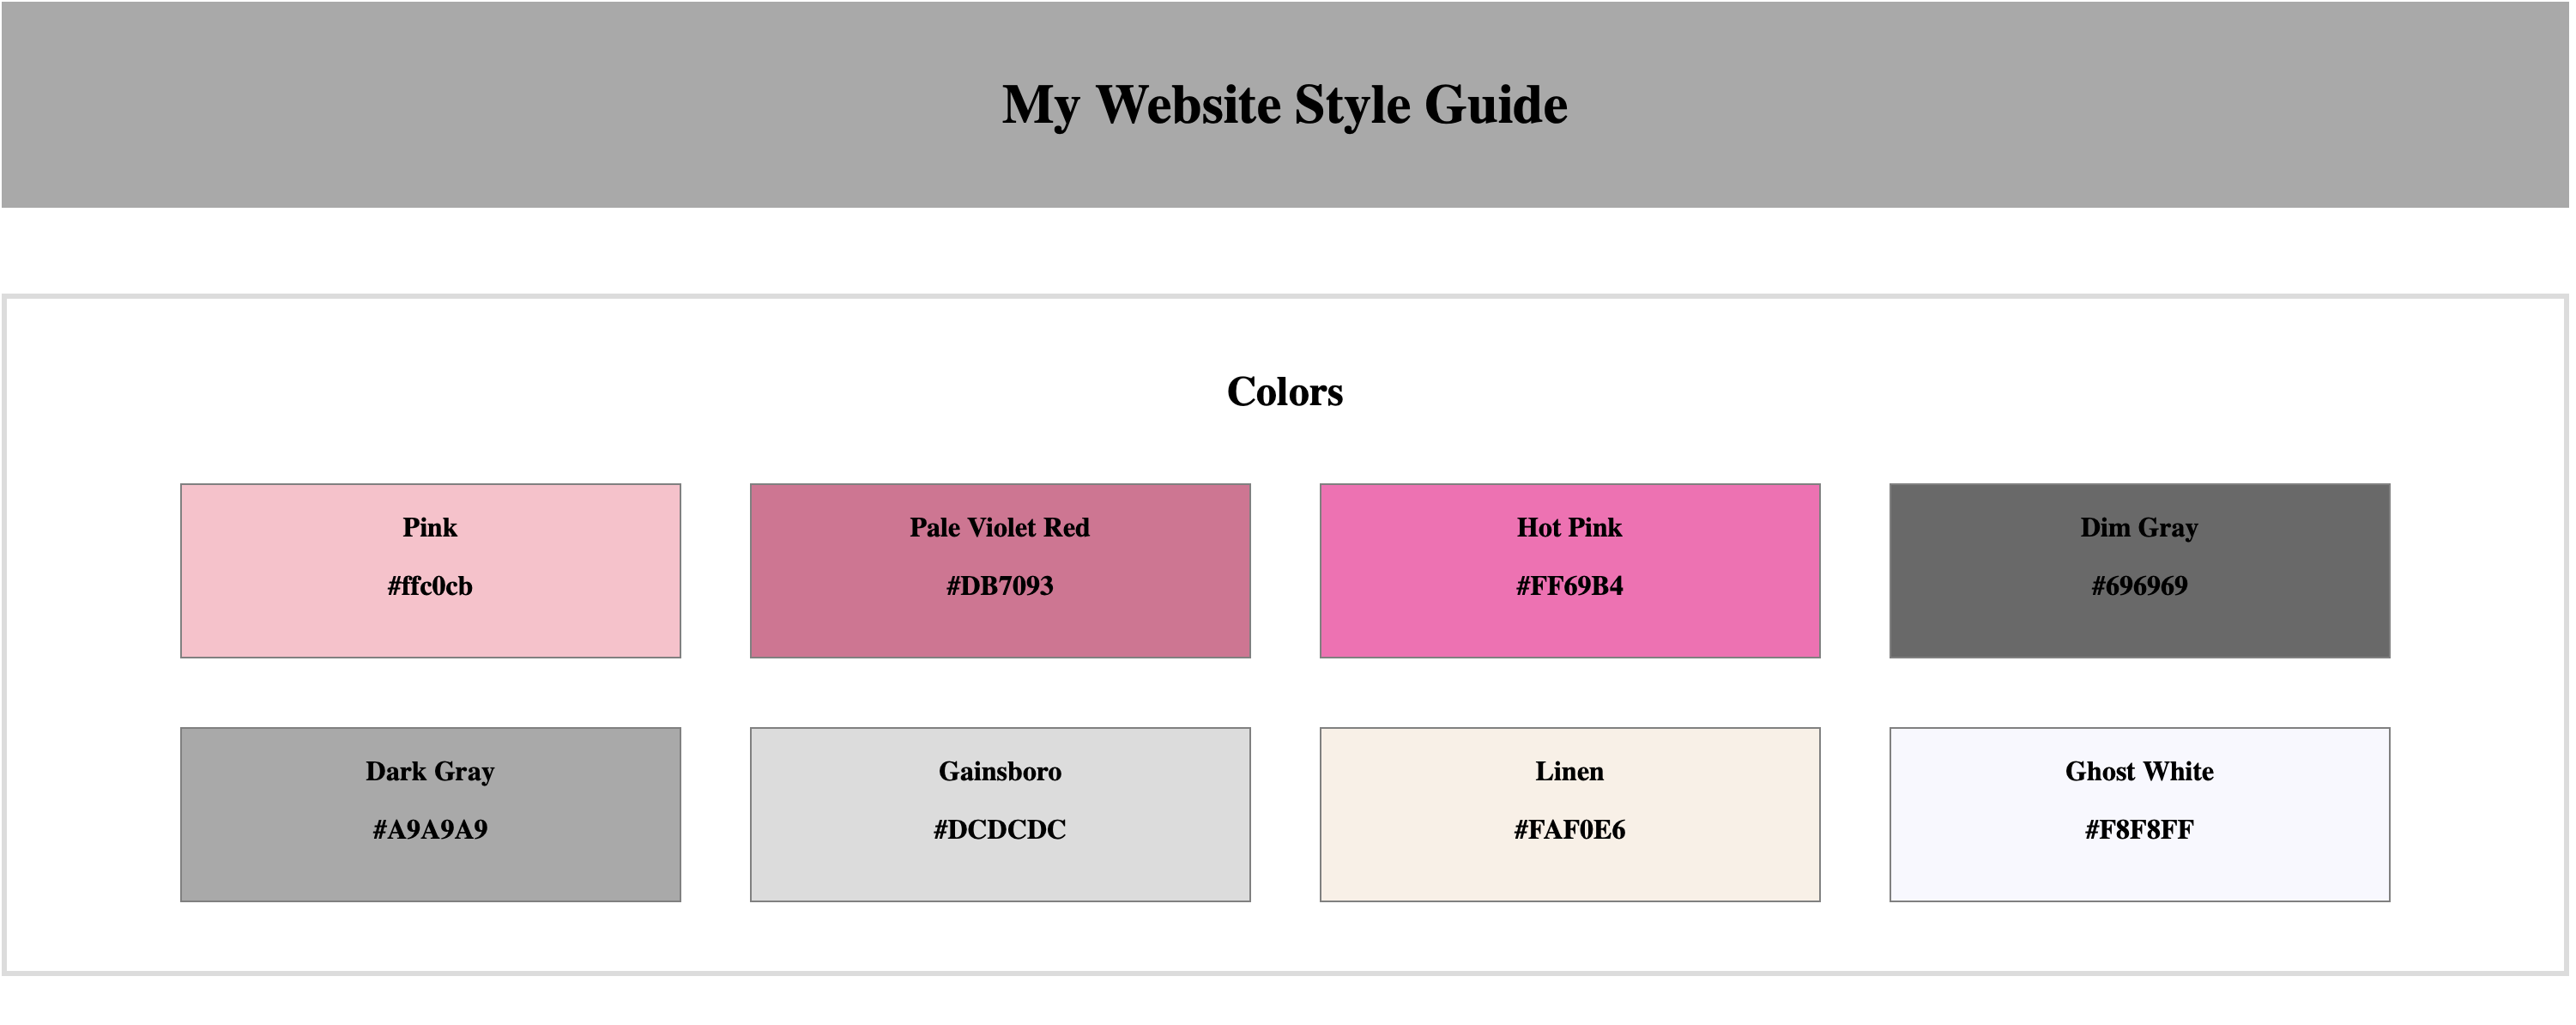 My Website Style Guide
Colors
Pink
#ffc0cb
Pale Violet Red
#DB7093
Hot Pink
#FF69B4
Dim Gray
#696969
Dark Gray
#A9A9A9
Gainsboro
#DCDCDC
Linen
#FAF0E6
Ghost White
#F8F8FF